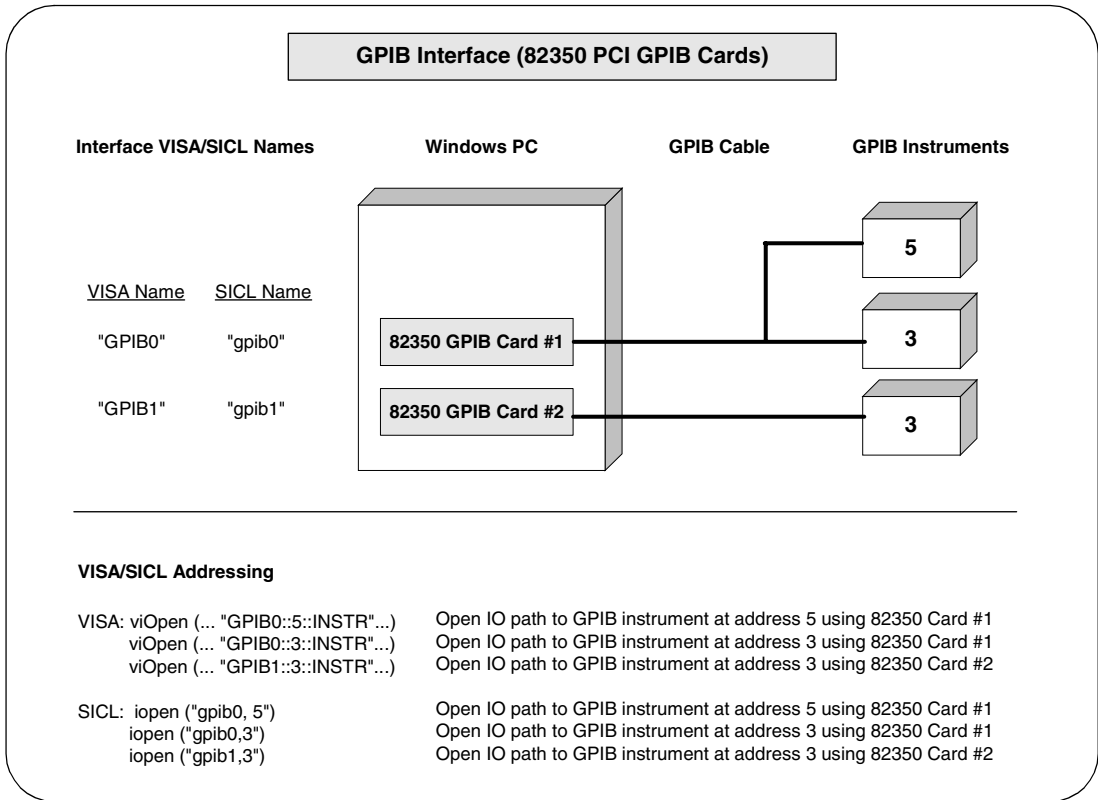 GPIB Interface (82350 PCI GPIB Cards)
Interface VISA/SICL Names Windows PC GPIB Cable GPIB Instruments
5
VISA Name SICL Name
"GPIB0" "gpib0" 82350 GPIB Card #1 3
"GPIB1" "gpib1" 82350 GPIB Card #2 3
VISA/SICL Addressing
VISA: viOpen (... "GPIB0::5::INSTR"...) Open IO path to GPIB instrument at address 5 using 82350 Card #1
viOpen (... "GPIB0::3::INSTR"...) Open IO path to GPIB instrument at address 3 using 82350 Card #1
viOpen (... "GPIB1::3::INSTR"...) Open IO path to GPIB instrument at address 3 using 82350 Card #2
SICL: iopen ("gpib0, 5") Open IO path to GPIB instrument at address 5 using 82350 Card #1
iopen ("gpib0,3") Open IO path to GPIB instrument at address 3 using 82350 Card #1
iopen ("gpib1,3") Open IO path to GPIB instrument at address 3 using 82350 Card #2